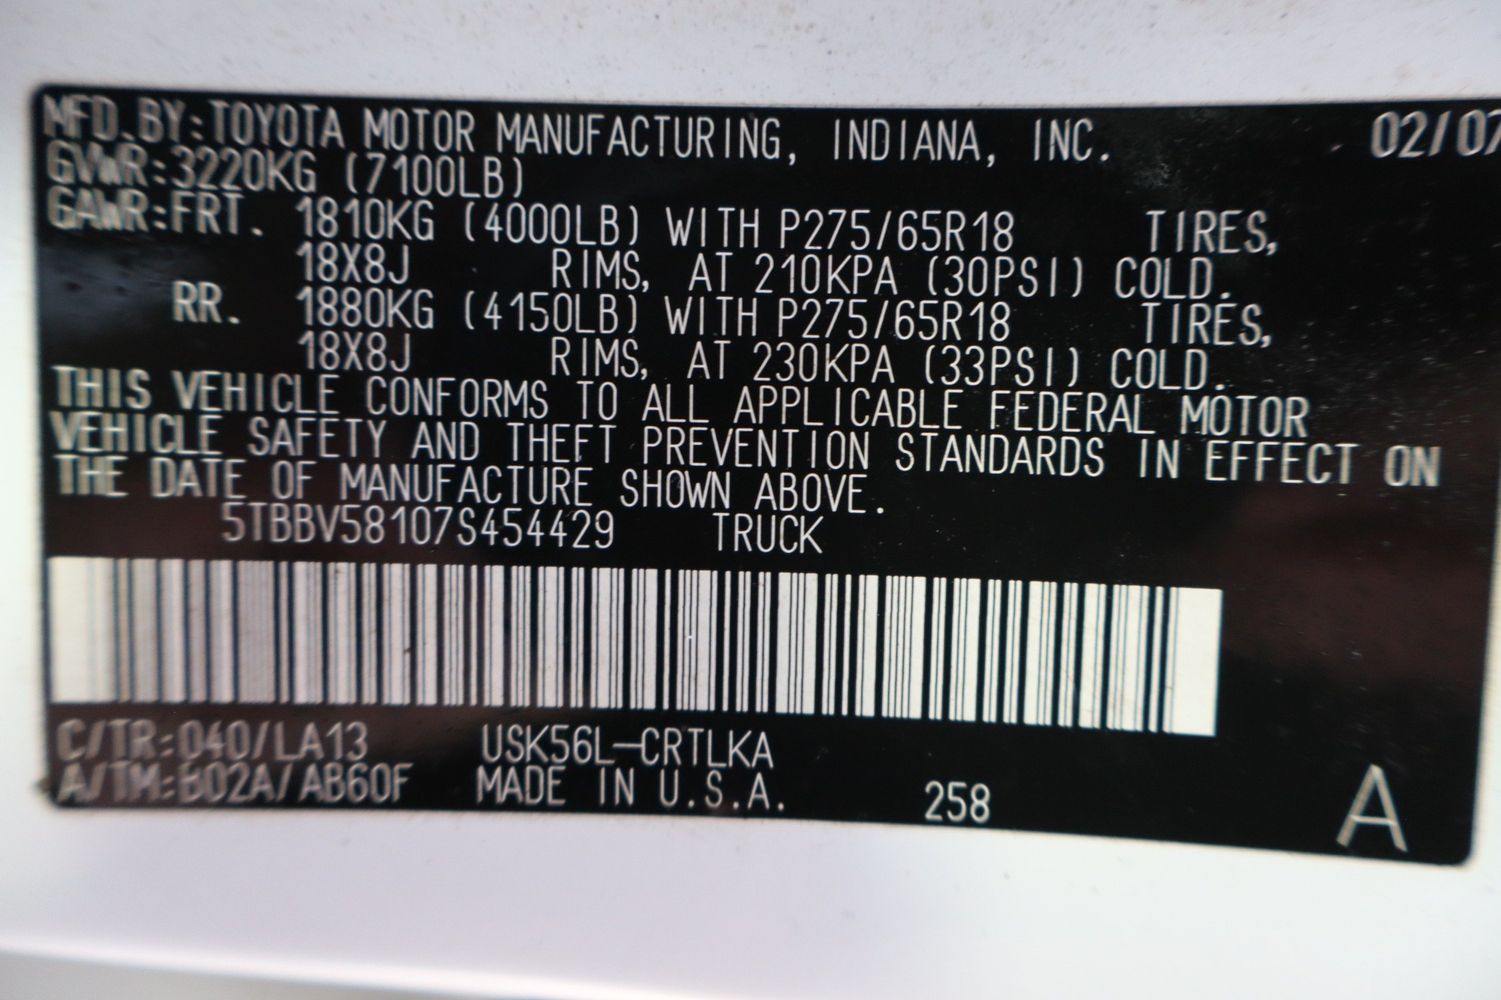 MFD.BY:TOYOTA MOTOR MANUFACTURING, INDIANA, INC. 02/07
GVWR:3220KG (7100LB)
GAWR:FRT. 1810KG (4000LB) WITH P275/65R18 TIRES,
18X8J RIMS, AT 210KPA (30PSI) COLD.
RR. 1880KG (4150LB) WITH P275/65R18 TIRES,
18X8J RIMS, AT 230KPA (33PSI) COLD.
THIS VEHICLE CONFORMS TO ALL APPLICABLE FEDERAL MOTOR
VEHICLE SAFETY AND THEFT PREVENTION STANDARDS IN EFFECT ON
THE DATE OF MANUFACTURE SHOWN ABOVE.
5TBBV58107S454429 TRUCK
C/TR:040/LA13 USK56L-CRTLKA
A/TM:B02A/AB60F MADE IN U.S.A. 258 A